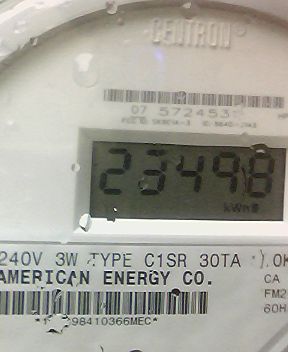 CENTRON®
07 572453
23498
kWh
240V 3W TYPE C1SR 30TA
AMERICAN ENERGY CO.
CA
FM2
60H
98410366MEC*